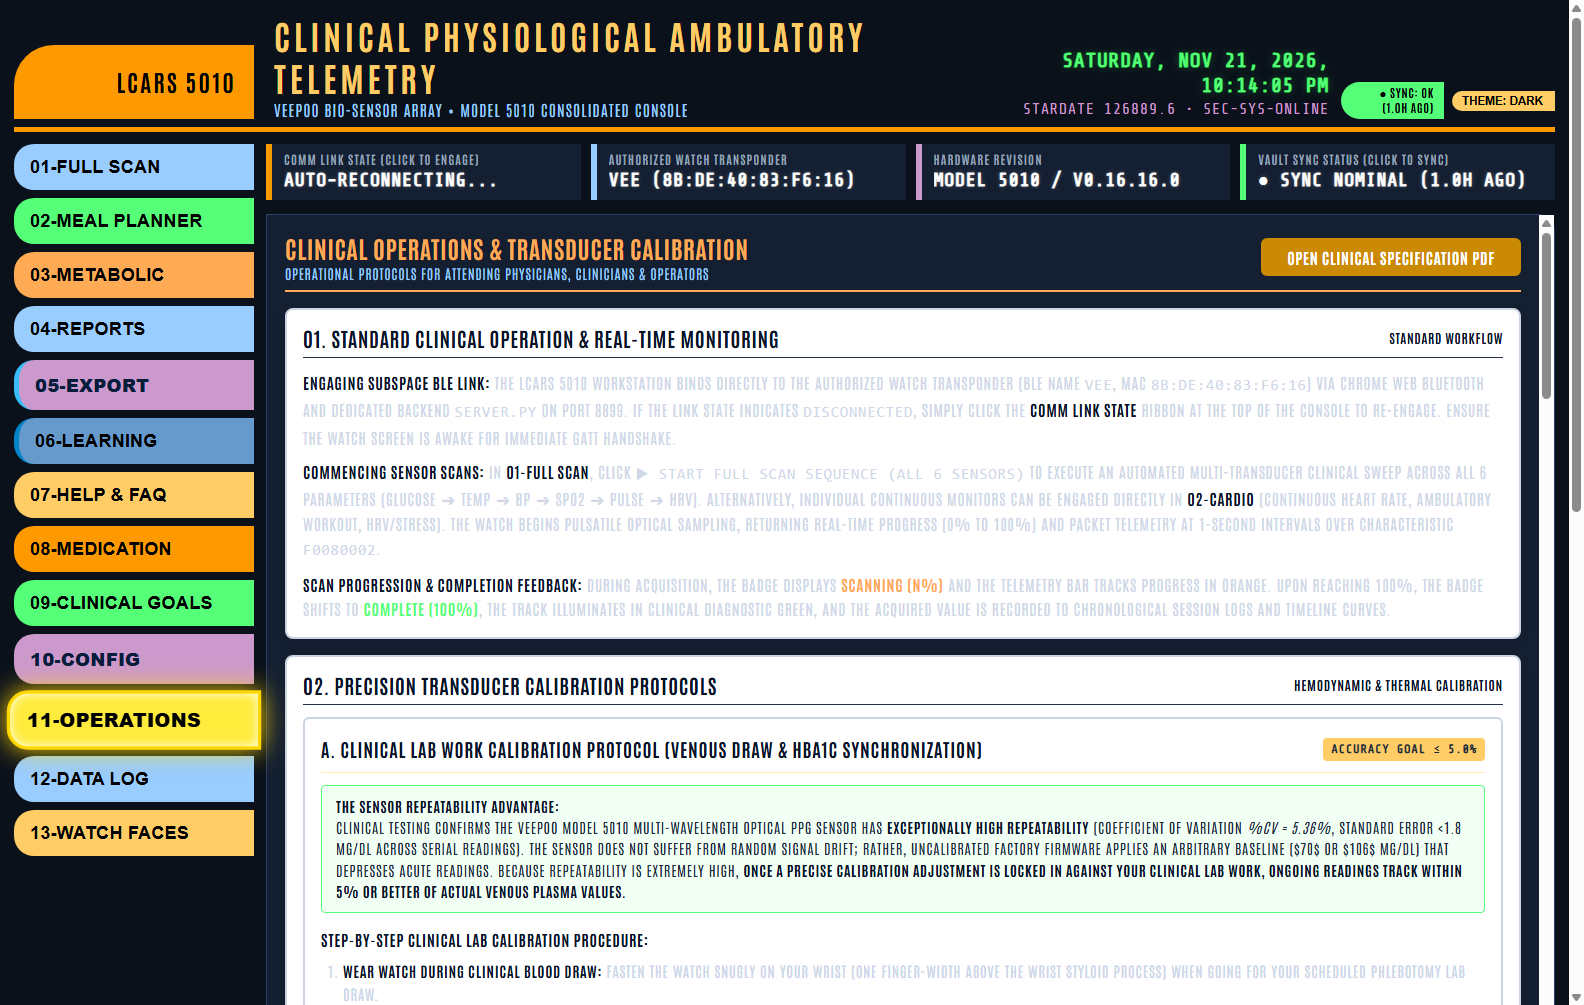 LCARS 5010
CLINICAL PHYSIOLOGICAL AMBULATORY
TELEMETRY
VEEPOO BIO-SENSOR ARRAY • MODEL 5010 CONSOLIDATED CONSOLE
SATURDAY, NOV 21, 2026,
10:14:05 PM
STARDATE 126889.6 · SEC-SYS-ONLINE
● SYNC: OK
(1.0H AGO)
THEME: DARK
01-FULL SCAN
02-MEAL PLANNER
03-METABOLIC
04-REPORTS
05-EXPORT
06-LEARNING
07-HELP & FAQ
08-MEDICATION
09-CLINICAL GOALS
10-CONFIG
11-OPERATIONS
12-DATA LOG
13-WATCH FACES
COMM LINK STATE (CLICK TO ENGAGE)
AUTO-RECONNECTING...
AUTHORIZED WATCH TRANSPONDER
VEE (8B:DE:40:83:F6:16)
HARDWARE REVISION
MODEL 5010 / V0.16.16.0
VAULT SYNC STATUS (CLICK TO SYNC)
● SYNC NOMINAL (1.0H AGO)
CLINICAL OPERATIONS & TRANSDUCER CALIBRATION
OPERATIONAL PROTOCOLS FOR ATTENDING PHYSICIANS, CLINICIANS & OPERATORS
OPEN CLINICAL SPECIFICATION PDF
01. STANDARD CLINICAL OPERATION & REAL-TIME MONITORING
STANDARD WORKFLOW
ENGAGING SUBSPACE BLE LINK: THE LCARS 5010 WORKSTATION BINDS DIRECTLY TO THE AUTHORIZED WATCH TRANSPONDER (BLE NAME VEE, MAC 8B:DE:40:83:F6:16) VIA CHROME WEB BLUETOOTH
AND DEDICATED BACKEND SERVER.PY ON PORT 8899. IF THE LINK STATE INDICATES DISCONNECTED, SIMPLY CLICK THE COMM LINK STATE RIBBON AT THE TOP OF THE CONSOLE TO RE-ENGAGE. ENSURE
THE WATCH SCREEN IS AWAKE FOR IMMEDIATE GATT HANDSHAKE.
COMMENCING SENSOR SCANS: IN 01-FULL SCAN, CLICK ▶ START FULL SCAN SEQUENCE (ALL 6 SENSORS) TO EXECUTE AN AUTOMATED MULTI-TRANSDUCER CLINICAL SWEEP ACROSS ALL 6
PARAMETERS (GLUCOSE → TEMP → BP → SPO2 → PULSE → HRV). ALTERNATIVELY, INDIVIDUAL CONTINUOUS MONITORS CAN BE ENGAGED DIRECTLY IN 02-CARDIO (CONTINUOUS HEART RATE, AMBULATORY
WORKOUT, HRV/STRESS). THE WATCH BEGINS PULSATILE OPTICAL SAMPLING, RETURNING REAL-TIME PROGRESS (0% TO 100%) AND PACKET TELEMETRY AT 1-SECOND INTERVALS OVER CHARACTERISTIC
F0080002.
SCAN PROGRESSION & COMPLETION FEEDBACK: DURING ACQUISITION, THE BADGE DISPLAYS SCANNING (N%) AND THE TELEMETRY BAR TRACKS PROGRESS IN ORANGE. UPON REACHING 100%, THE BADGE
SHIFTS TO COMPLETE (100%), THE TRACK ILLUMINATES IN CLINICAL DIAGNOSTIC GREEN, AND THE ACQUIRED VALUE IS RECORDED TO CHRONOLOGICAL SESSION LOGS AND TIMELINE CURVES.
02. PRECISION TRANSDUCER CALIBRATION PROTOCOLS
HEMODYNAMIC & THERMAL CALIBRATION
A. CLINICAL LAB WORK CALIBRATION PROTOCOL (VENOUS DRAW & HBA1C SYNCHRONIZATION)
ACCURACY GOAL ≤ 5.0%
THE SENSOR REPEATABILITY ADVANTAGE:
CLINICAL TESTING CONFIRMS THE VEEPOO MODEL 5010 MULTI-WAVELENGTH OPTICAL PPG SENSOR HAS EXCEPTIONALLY HIGH REPEATABILITY (COEFFICIENT OF VARIATION %CV = 5.36%, STANDARD ERROR <1.8
MG/DL ACROSS SERIAL READINGS). THE SENSOR DOES NOT SUFFER FROM RANDOM SIGNAL DRIFT; RATHER, UNCALIBRATED FACTORY FIRMWARE APPLIES AN ARBITRARY BASELINE ($70$ OR $106$ MG/DL) THAT
DEPRESSES ACUTE READINGS. BECAUSE REPEATABILITY IS EXTREMELY HIGH, ONCE A PRECISE CALIBRATION ADJUSTMENT IS LOCKED IN AGAINST YOUR CLINICAL LAB WORK, ONGOING READINGS TRACK WITHIN
5% OR BETTER OF ACTUAL VENOUS PLASMA VALUES.
STEP-BY-STEP CLINICAL LAB CALIBRATION PROCEDURE:
1. WEAR WATCH DURING CLINICAL BLOOD DRAW: FASTEN THE WATCH SNUGLY ON YOUR WRIST (ONE FINGER-WIDTH ABOVE THE WRIST STYLOID PROCESS) WHEN GOING FOR YOUR SCHEDULED PHLEBOTOMY LAB
DRAW.